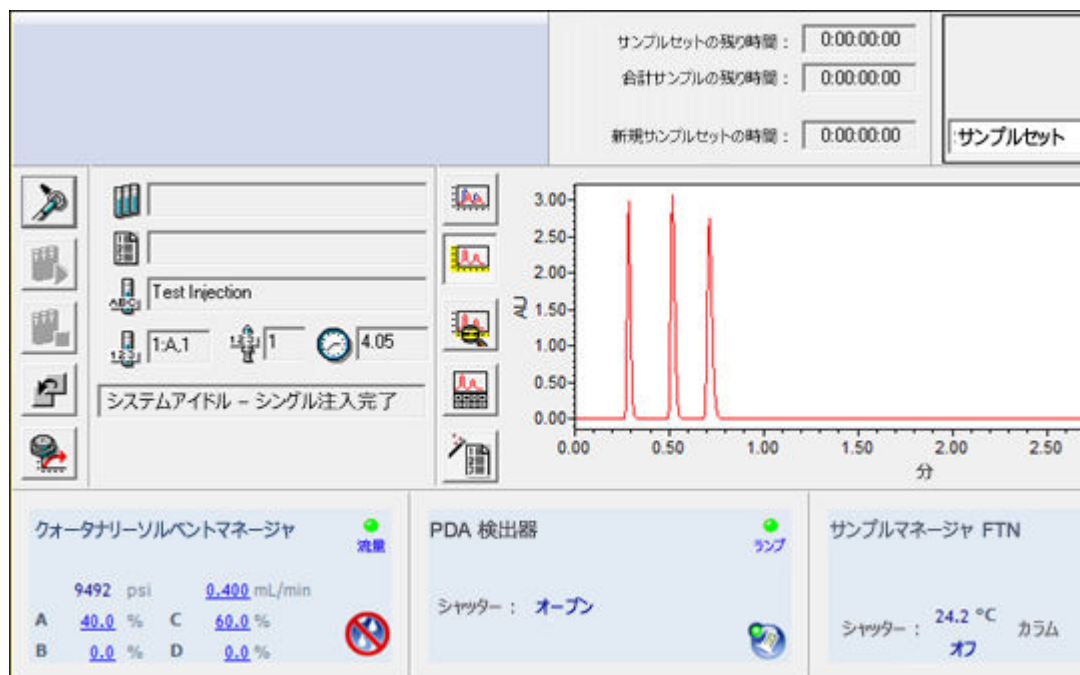 サンプルセットの残り時間： 0:00:00:00
合計サンプルの残り時間： 0:00:00:00
新規サンプルセットの時間： 0:00:00:00
サンプルセット
Test Injection
1:A,1 1 4.05
システムアイドル – シングル注入完了
3.00
2.50
2.00
1.50
1.00
0.50
0.00
AU
0.00 0.50 1.00 1.50 2.00 2.50
分
クォータナリーソルベントマネージャ
流量
9492 psi 0.400 mL/min
A 40.0 % C 60.0 %
B 0.0 % D 0.0 %
PDA 検出器
ランプ
シャッター： オープン
サンプルマネージャ FTN
シャッター： 24.2 °C カラム
オフ